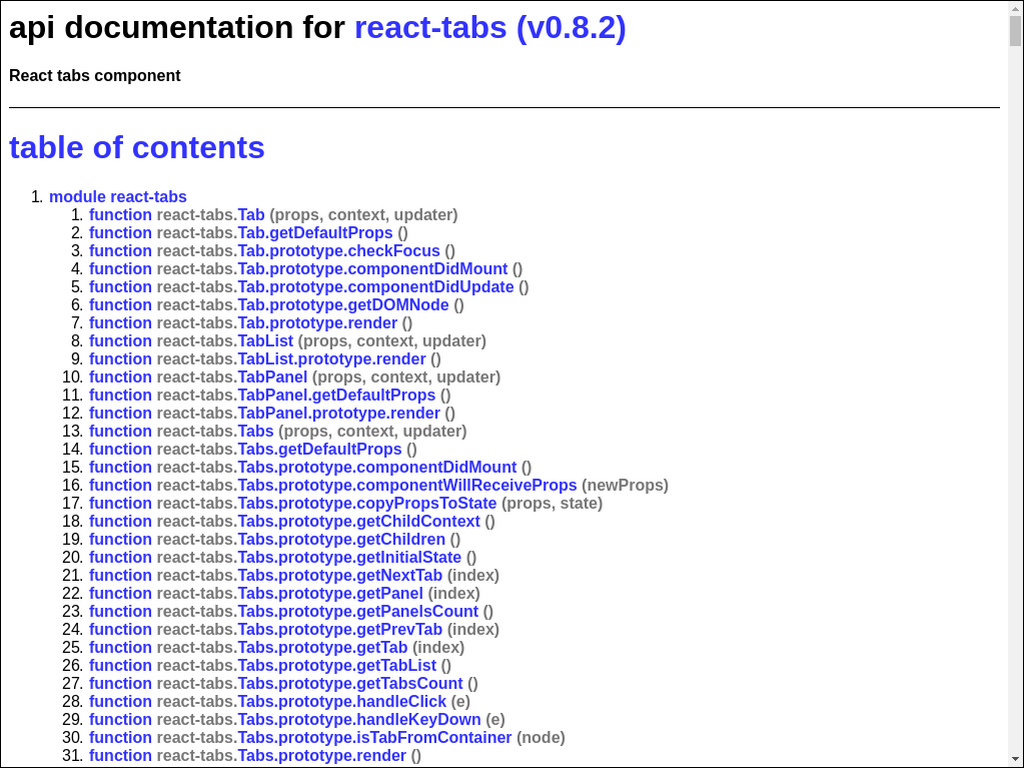 api documentation for react-tabs (v0.8.2)
React tabs component
table of contents
1. module react-tabs
1. function react-tabs.Tab (props, context, updater)
2. function react-tabs.Tab.getDefaultProps ()
3. function react-tabs.Tab.prototype.checkFocus ()
4. function react-tabs.Tab.prototype.componentDidMount ()
5. function react-tabs.Tab.prototype.componentDidUpdate ()
6. function react-tabs.Tab.prototype.getDOMNode ()
7. function react-tabs.Tab.prototype.render ()
8. function react-tabs.TabList (props, context, updater)
9. function react-tabs.TabList.prototype.render ()
10. function react-tabs.TabPanel (props, context, updater)
11. function react-tabs.TabPanel.getDefaultProps ()
12. function react-tabs.TabPanel.prototype.render ()
13. function react-tabs.Tabs (props, context, updater)
14. function react-tabs.Tabs.getDefaultProps ()
15. function react-tabs.Tabs.prototype.componentDidMount ()
16. function react-tabs.Tabs.prototype.componentWillReceiveProps (newProps)
17. function react-tabs.Tabs.prototype.copyPropsToState (props, state)
18. function react-tabs.Tabs.prototype.getChildContext ()
19. function react-tabs.Tabs.prototype.getChildren ()
20. function react-tabs.Tabs.prototype.getInitialState ()
21. function react-tabs.Tabs.prototype.getNextTab (index)
22. function react-tabs.Tabs.prototype.getPanel (index)
23. function react-tabs.Tabs.prototype.getPanelsCount ()
24. function react-tabs.Tabs.prototype.getPrevTab (index)
25. function react-tabs.Tabs.prototype.getTab (index)
26. function react-tabs.Tabs.prototype.getTabList ()
27. function react-tabs.Tabs.prototype.getTabsCount ()
28. function react-tabs.Tabs.prototype.handleClick (e)
29. function react-tabs.Tabs.prototype.handleKeyDown (e)
30. function react-tabs.Tabs.prototype.isTabFromContainer (node)
31. function react-tabs.Tabs.prototype.render ()